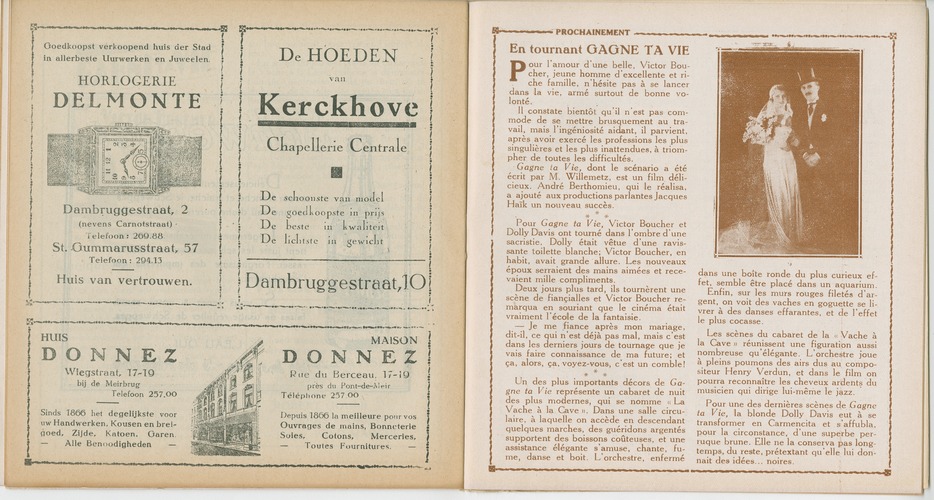 Goedkoopst verkoopend huis der Stad
in allerbeste Uurwerken en Juweelen.
HORLOGERIE
DELMONTE
Dambruggestraat, 2
(nevens Carnotstraat)
Telefoon: 260.88
St. Gummarusstraat, 57
Telefoon: 294.13
Huis van vertrouwen.
De HOEDEN
van
Kerckhove
Chapellerie Centrale
De schoonste van model
De goedkoopste in prijs
De beste in kwaliteit
De lichtste in gewicht
Dambruggestraat,10
HUIS
DONNEZ
Wiegstraat, 17-19
bij de Meirbrug
Telefoon 257,00
Sinds 1866 het degelijkste voor
uw Handwerken, Kousen en brei-
goed, Zijde, Katoen, Garen.
— Alle Benoodigheden —
MAISON
DONNEZ
Rue du Berceau, 17-19
près du Pont-de-Meir
Téléphone 257 00
Depuis 1866 la meilleure pour vos
Ouvrages de mains, Bonneterie
Soies, Cotons, Merceries,
— Toutes Fournitures. —
PROCHAINEMENT
En tournant GAGNE TA VIE
Pour l'amour d'une belle, Victor Bou-
cher, jeune homme d'excellente et ri-
che famille, n'hésite pas à se lancer
dans la vie, armé surtout de bonne vo-
lonté.
Il constate bientôt qu'il n'est pas com-
mode de se mettre brusquement au tra-
vail, mais l'ingéniosité aidant, il parvient,
après avoir exercé les professions les plus
singulières et les plus inattendues, à triom-
pher de toutes les difficultés.
Gagne ta Vie, dont le scénario a été
écrit par M. Willemetz, est un film déli-
cieux. André Berthomieu, qui le réalisa,
a ajouté aux productions parlantes Jacques
Haïk un nouveau succès.
* * *
Pour Gagne ta Vie, Victor Boucher et
Dolly Davis ont tourné dans l'ombre d'une
sacristie. Dolly était vêtue d'une ravis-
sante toilette blanche; Victor Boucher, en
habit, avait grande allure. Les nouveaux
époux serraient des mains aimées et rece-
vaient mille compliments.
Deux jours plus tard, ils tournèrent une
scène de fiançialles et Victor Boucher re-
marqua en souriant que le cinéma était
vraiment l'école de la fantaisie.
— Je me fiance après mon mariage,
dit-il, ce qui n'est déjà pas mal, mais c'est
dans les derniers jours de tournage que je
vais faire connaissance de ma future; et
ça, alors, ça, voyez-vous, c'est un comble!
* * *
Un des plus importants décors de Ga-
gne ta Vie représente un cabaret de nuit
des plus modernes, qui se nomme « La
Vache à la Cave ». Dans une salle circu-
laire, à laquelle on accède en descendant
quelques marches, des guéridons argentés
supportent des boissons coûteuses, et une
assistance élégante s'amuse, chante, fu-
me, danse et boit. L'orchestre, enfermé
dans une boîte ronde du plus curieux ef-
fet, semble être placé dans un aquarium.
Enfin, sur les murs rouges filetés d'ar-
gent, on voit des vaches en goguette se li-
vrer à des danses effarantes, et de l'effet
le plus cocasse.
Les scènes du cabaret de la « Vache à
la Cave » réunissent une figuration aussi
nombreuse qu'élégante. L'orchestre joue
à pleins poumons des airs dus au compo-
siteur Henry Verdun, et dans le film on
pourra reconnaître les cheveux ardents du
musicien qui dirige lui-même le jazz.
Pour une des dernières scènes de Gagne
ta Vie, la blonde Dolly Davis eut à se
transformer en Carmencita et s'affubla,
pour la circonstance, d'une superbe per-
ruque brune. Elle ne la conserva pas long-
temps, du reste, prétextant qu'elle lui don-
nait des idées... noires.